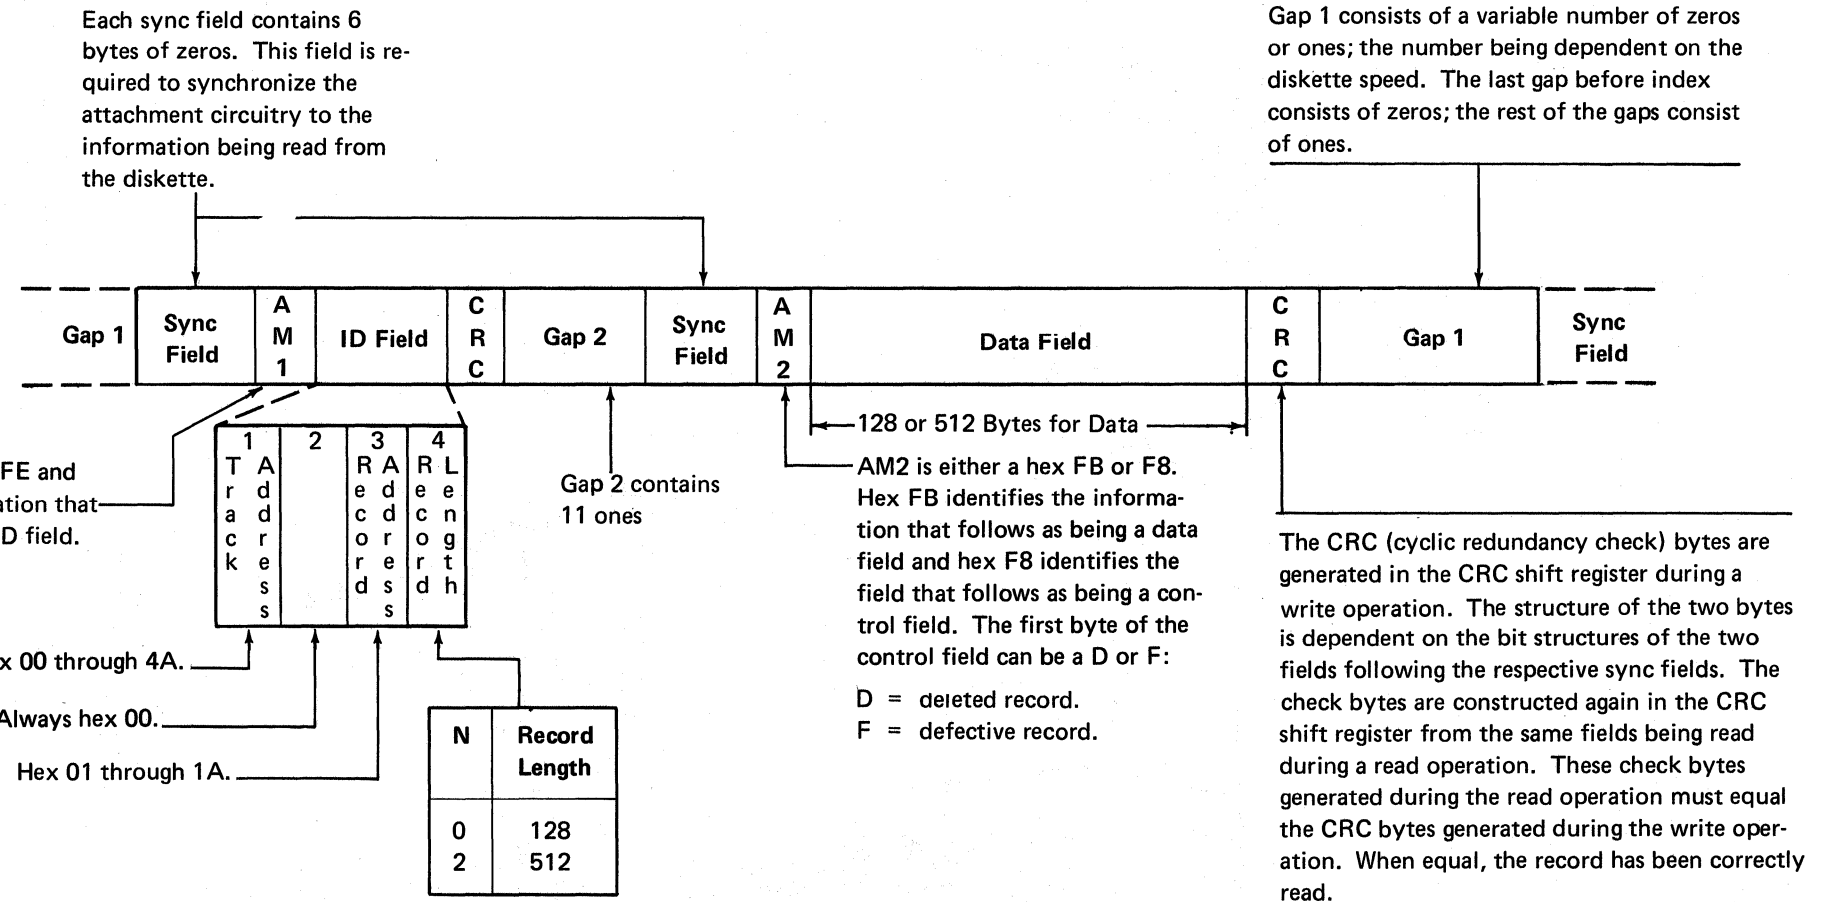 Each sync field contains 6
bytes of zeros. This field is re-
quired to synchronize the
attachment circuitry to the
information being read from
the diskette.
Gap 1 consists of a variable number of zeros
or ones; the number being dependent on the
diskette speed. The last gap before index
consists of zeros; the rest of the gaps consist
of ones.
Gap 1
Sync
Field
AM1
ID Field
CRC
Gap 2
Sync
Field
AM2
Data Field
CRC
Gap 1
Sync
Field
FE and
ation that
D field.
1
Track Address
2
3
Record Address
4
Record Length
x 00 through 4A.
Always hex 00.
Hex 01 through 1A.
N Record
Length
0 128
2 512
Gap 2 contains
11 ones
128 or 512 Bytes for Data
AM2 is either a hex FB or F8.
Hex FB identifies the informa-
tion that follows as being a data
field and hex F8 identifies the
field that follows as being a con-
trol field. The first byte of the
control field can be a D or F:
D = deleted record.
F = defective record.
The CRC (cyclic redundancy check) bytes are
generated in the CRC shift register during a
write operation. The structure of the two bytes
is dependent on the bit structures of the two
fields following the respective sync fields. The
check bytes are constructed again in the CRC
shift register from the same fields being read
during a read operation. These check bytes
generated during the read operation must equal
the CRC bytes generated during the write oper-
ation. When equal, the record has been correctly
read.